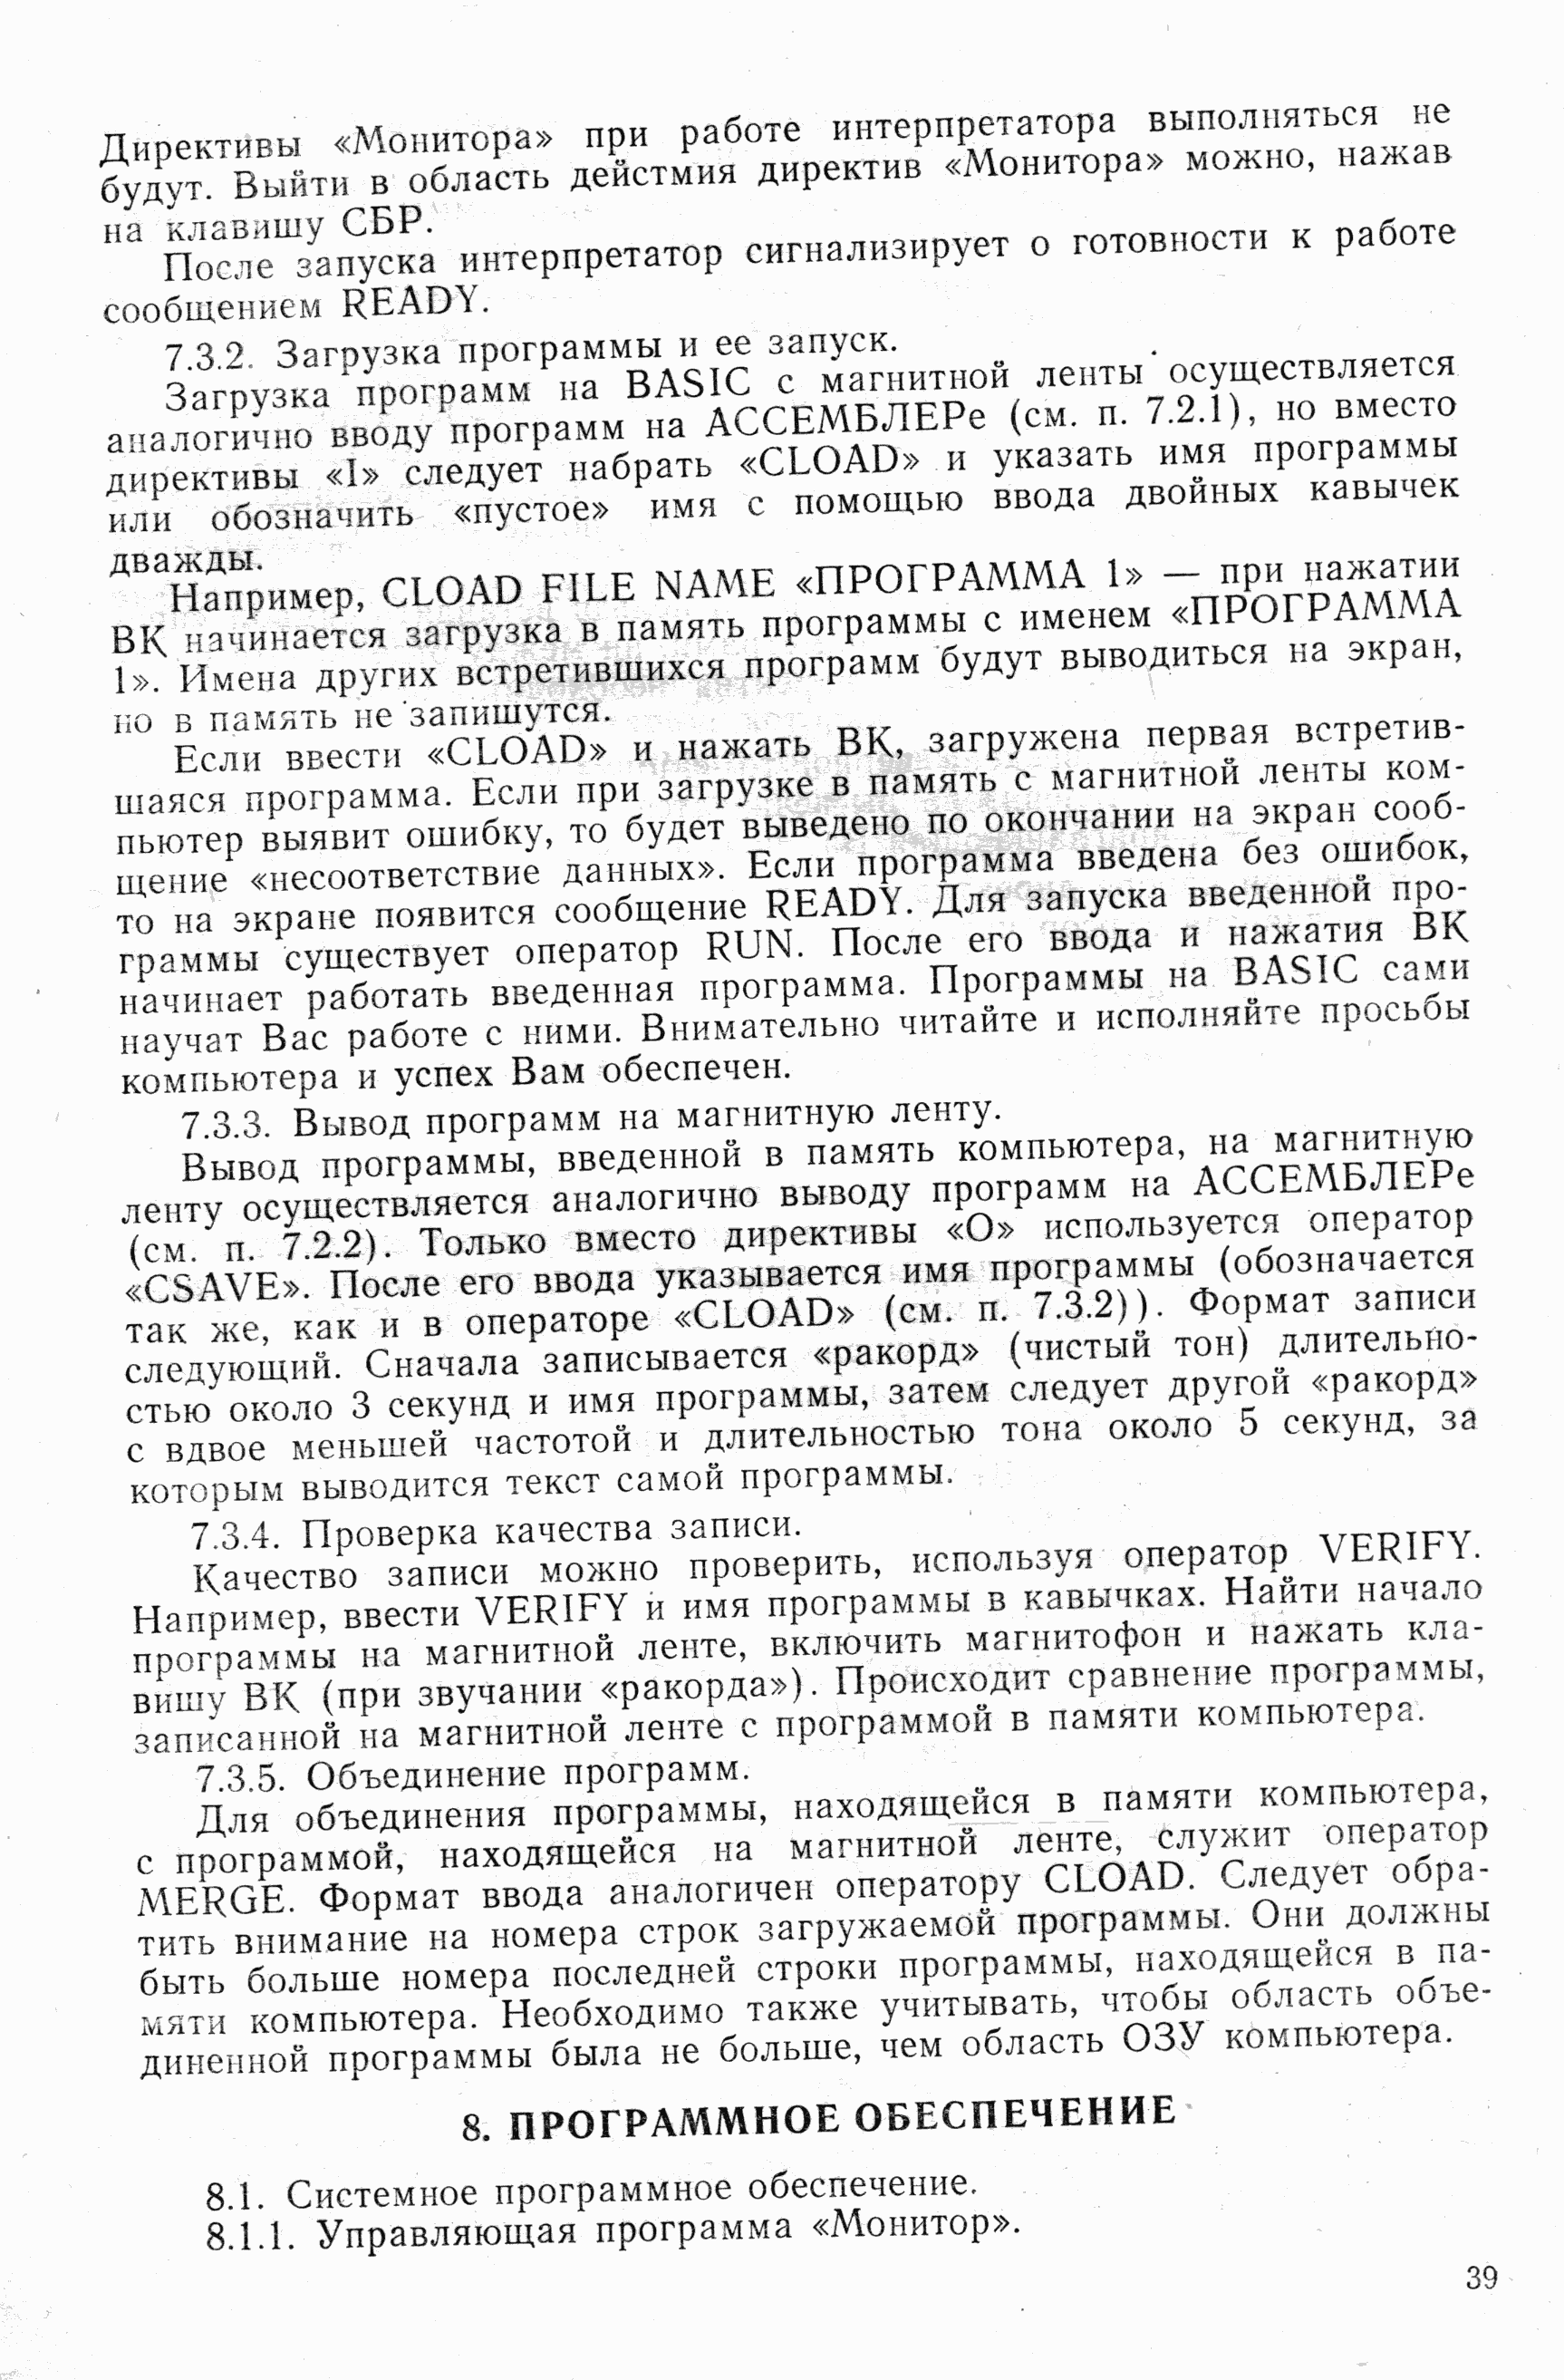 Директивы «Монитора» при работе интерпретатора выполняться не
будут. Выйти в область действмия директив «Монитора» можно, нажав
на клавишу СБР.
После запуска интерпретатор сигнализирует о готовности к работе
сообщением READY.
7.3.2. Загрузка программы и ее запуск.
Загрузка программ на BASIC с магнитной ленты осуществляется
аналогично вводу программ на АССЕМБЛЕРе (см. п. 7.2.1), но вместо
директивы «I» следует набрать «CLOAD» и указать имя программы
или обозначить «пустое» имя с помощью ввода двойных кавычек
дважды.
Например, CLOAD FILE NAME «ПРОГРАММА 1» — при нажатии
ВК начинается загрузка в память программы с именем «ПРОГРАММА
1». Имена других встретившихся программ будут выводиться на экран,
но в память не запишутся.
Если ввести «CLOAD» и нажать ВК, загружена первая встретив-
шаяся программа. Если при загрузке в память с магнитной ленты ком-
пьютер выявит ошибку, то будет выведено по окончании на экран сооб-
щение «несоответствие данных». Если программа введена без ошибок,
то на экране появится сообщение READY. Для запуска введенной про-
граммы существует оператор RUN. После его ввода и нажатия ВК
начинает работать введенная программа. Программы на BASIC сами
научат Вас работе с ними. Внимательно читайте и исполняйте просьбы
компьютера и успех Вам обеспечен.
7.3.3. Вывод программ на магнитную ленту.
Вывод программы, введенной в память компьютера, на магнитную
ленту осуществляется аналогично выводу программ на АССЕМБЛЕРе
(см. п. 7.2.2). Только вместо директивы «О» используется оператор
«CSAVE». После его ввода указывается имя программы (обозначается
так же, как и в операторе «CLOAD» (см. п. 7.3.2)). Формат записи
следующий. Сначала записывается «ракорд» (чистый тон) длительно-
стью около 3 секунд и имя программы, затем следует другой «ракорд»
с вдвое меньшей частотой и длительностью тона около 5 секунд, за
которым выводится текст самой программы.
7.3.4. Проверка качества записи.
Качество записи можно проверить, используя оператор VERIFY.
Например, ввести VERIFY и имя программы в кавычках. Найти начало
программы на магнитной ленте, включить магнитофон и нажать кла-
вишу ВК (при звучании «ракорда»). Происходит сравнение программы,
записанной на магнитной ленте с программой в памяти компьютера.
7.3.5. Объединение программ.
Для объединения программы, находящейся в памяти компьютера,
с программой, находящейся на магнитной ленте, служит оператор
MERGE. Формат ввода аналогичен оператору CLOAD. Следует обра-
тить внимание на номера строк загружаемой программы. Они должны
быть больше номера последней строки программы, находящейся в па-
мяти компьютера. Необходимо также учитывать, чтобы область объе-
диненной программы была не больше, чем область ОЗУ компьютера.
8. ПРОГРАММНОЕ ОБЕСПЕЧЕНИЕ
8.1. Системное программное обеспечение.
8.1.1. Управляющая программа «Монитор».
39